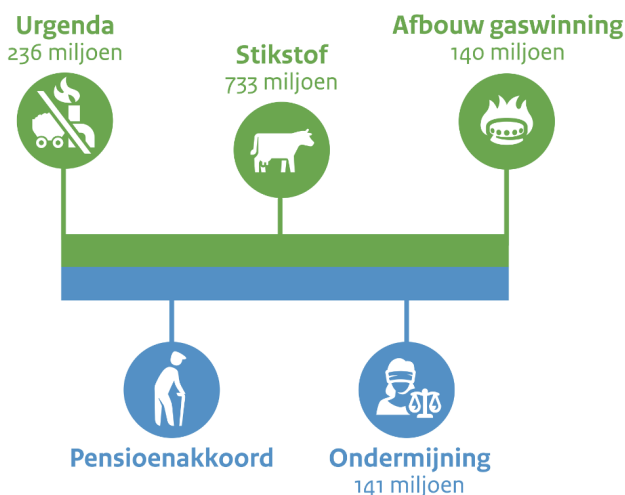 Urgenda
236 miljoen
Stikstof
733 miljoen
Afbouw gaswinning
140 miljoen
Pensioenakkoord
Ondermijning
141 miljoen